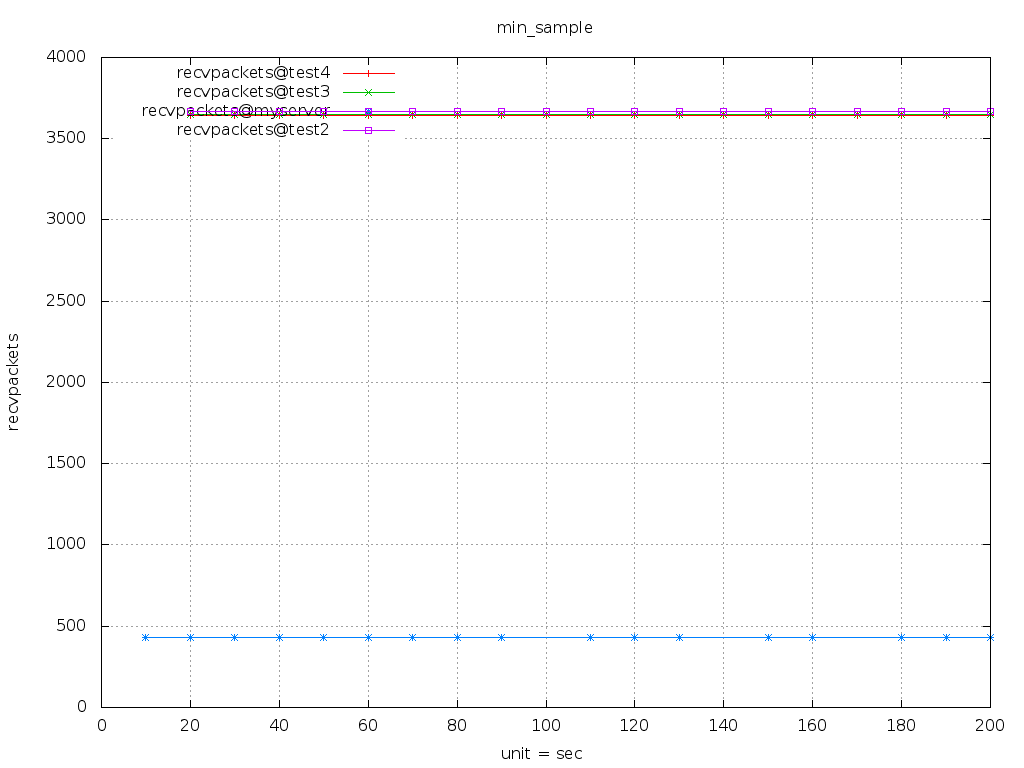 min_sample
4000
recvpackets@test4
recvpackets@test3
recvpackets@myserver
recvpackets@test2
3500
3000
2500
2000
1500
1000
500
0
recvpackets
0 20 40 60 80 100 120 140 160 180 200
unit = sec